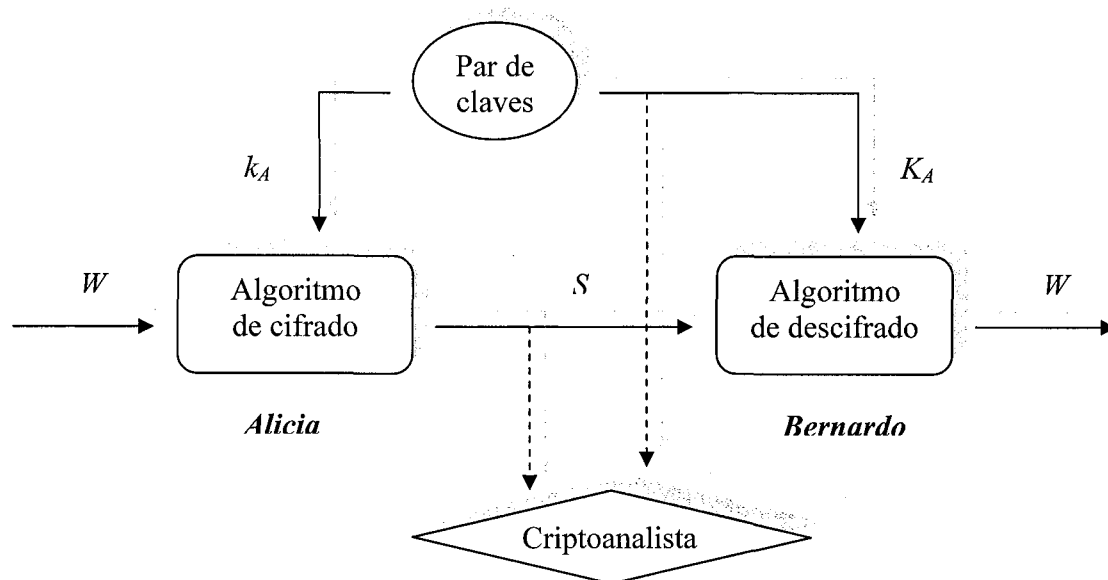 Par de
claves
k_A
K_A
W
Algoritmo
de cifrado
S
Algoritmo
de descifrado
W
Alicia
Bernardo
Criptoanalista